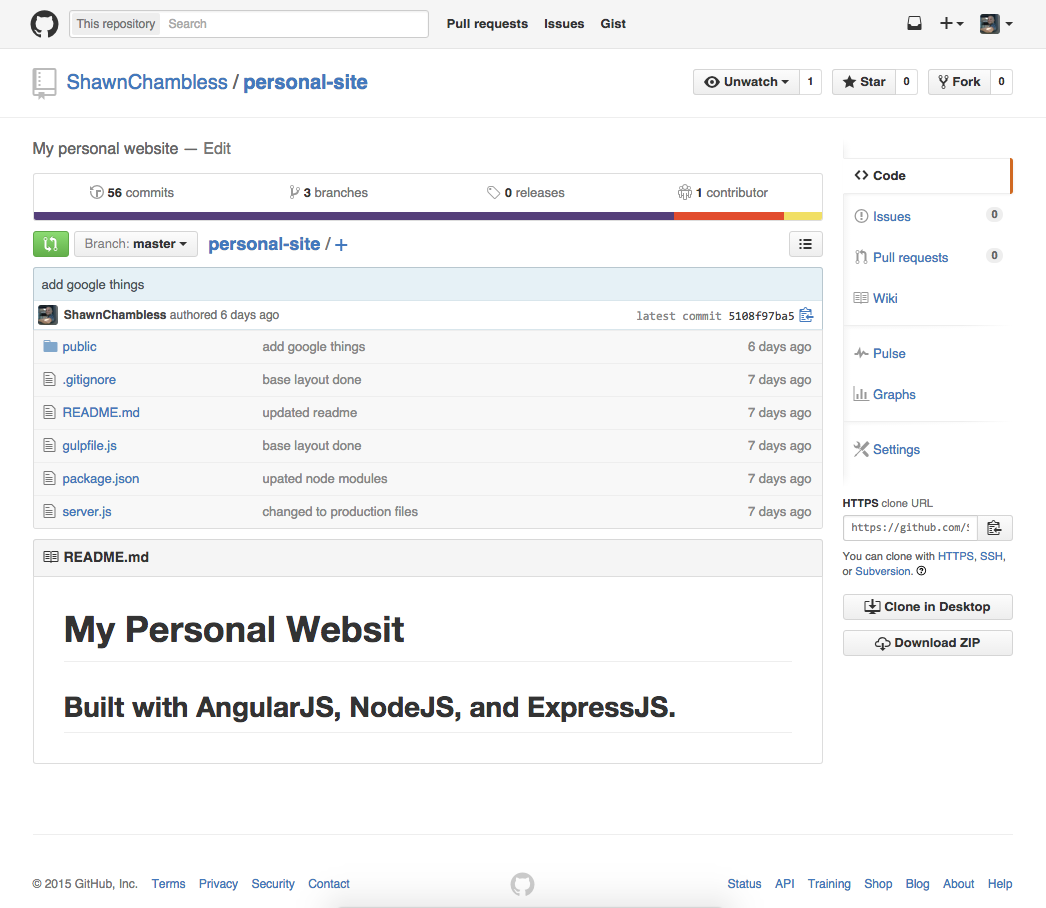 This repository Search Pull requests Issues Gist
ShawnChambless / personal-site Unwatch 1 Star 0 Fork 0
My personal website — Edit
56 commits 3 branches 0 releases 1 contributor
Branch: master personal-site / +
add google things
ShawnChambless authored 6 days ago latest commit 5108f97ba5
public add google things 6 days ago
.gitignore base layout done 7 days ago
README.md updated readme 7 days ago
gulpfile.js base layout done 7 days ago
package.json upated node modules 7 days ago
server.js changed to production files 7 days ago
README.md
My Personal Websit
Built with AngularJS, NodeJS, and ExpressJS.
Code
Issues 0
Pull requests 0
Wiki
Pulse
Graphs
Settings
HTTPS clone URL
https://github.com/S
You can clone with HTTPS, SSH,
or Subversion.
Clone in Desktop
Download ZIP
© 2015 GitHub, Inc. Terms Privacy Security Contact Status API Training Shop Blog About Help